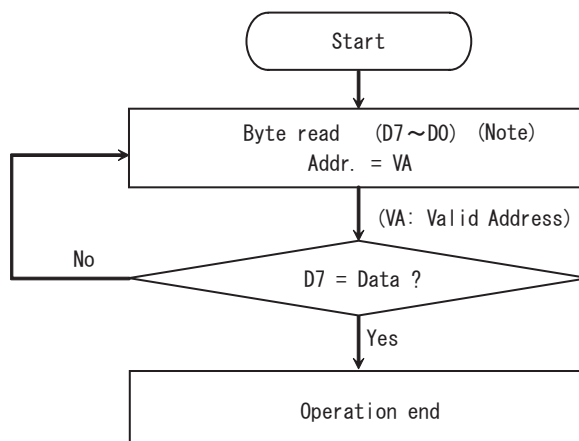 Start
Byte read (D7～D0) (Note)
Addr. = VA
(VA: Valid Address)
No
D7 = Data ?
Yes
Operation end